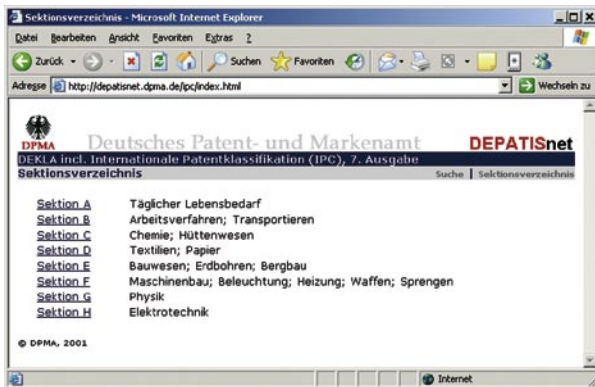 Sektionsverzeichnis - Microsoft Internet Explorer
Datei Bearbeiten Ansicht Favoriten Extras ?
Zurück Suchen Favoriten
Adresse http://depatisnet.dpma.de/ipc/index.html Wechseln zu
DPMA Deutsches Patent- und Markenamt DEPATISnet
DEKLA incl. Internationale Patentklassifikation (IPC), 7. Ausgabe
Sektionsverzeichnis Suche | Sektionsverzeichnis
Sektion A Täglicher Lebensbedarf
Sektion B Arbeitsverfahren; Transportieren
Sektion C Chemie; Hüttenwesen
Sektion D Textilien; Papier
Sektion E Bauwesen; Erdbohren; Bergbau
Sektion F Maschinenbau; Beleuchtung; Heizung; Waffen; Sprengen
Sektion G Physik
Sektion H Elektrotechnik
© DPMA, 2001
Internet